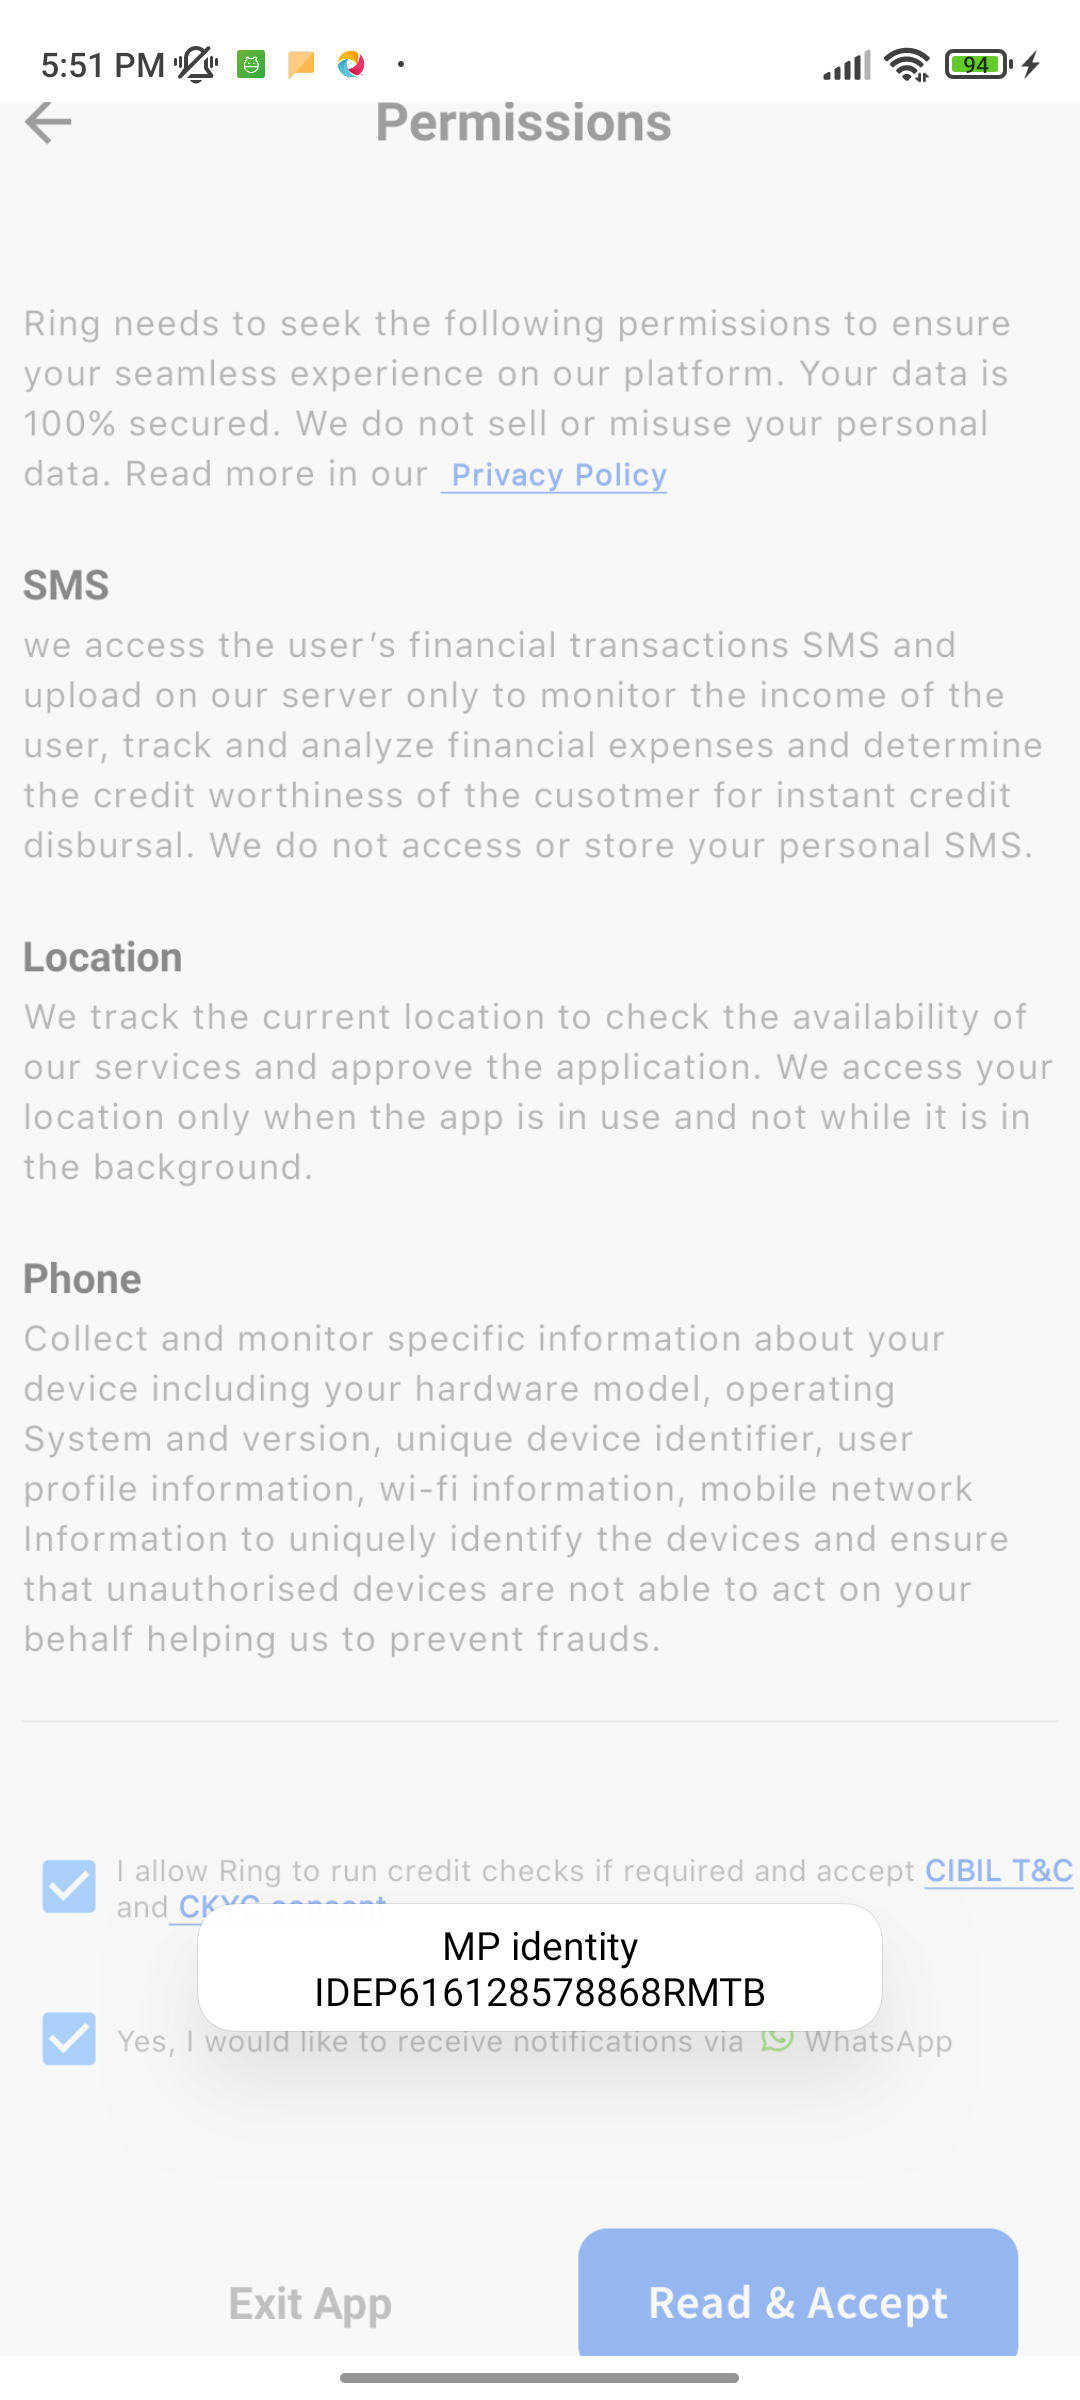 5:51 PM
94
Permissions
Ring needs to seek the following permissions to ensure
your seamless experience on our platform. Your data is
100% secured. We do not sell or misuse your personal
data. Read more in our Privacy Policy
SMS
we access the user’s financial transactions SMS and
upload on our server only to monitor the income of the
user, track and analyze financial expenses and determine
the credit worthiness of the cusotmer for instant credit
disbursal. We do not access or store your personal SMS.
Location
We track the current location to check the availability of
our services and approve the application. We access your
location only when the app is in use and not while it is in
the background.
Phone
Collect and monitor specific information about your
device including your hardware model, operating
System and version, unique device identifier, user
profile information, wi-fi information, mobile network
Information to uniquely identify the devices and ensure
that unauthorised devices are not able to act on your
behalf helping us to prevent frauds.
I allow Ring to run credit checks if required and accept CIBIL T&C
and CKYC consent
MP identity
IDEP616128578868RMTB
Yes, I would like to receive notifications via WhatsApp
Exit App
Read & Accept